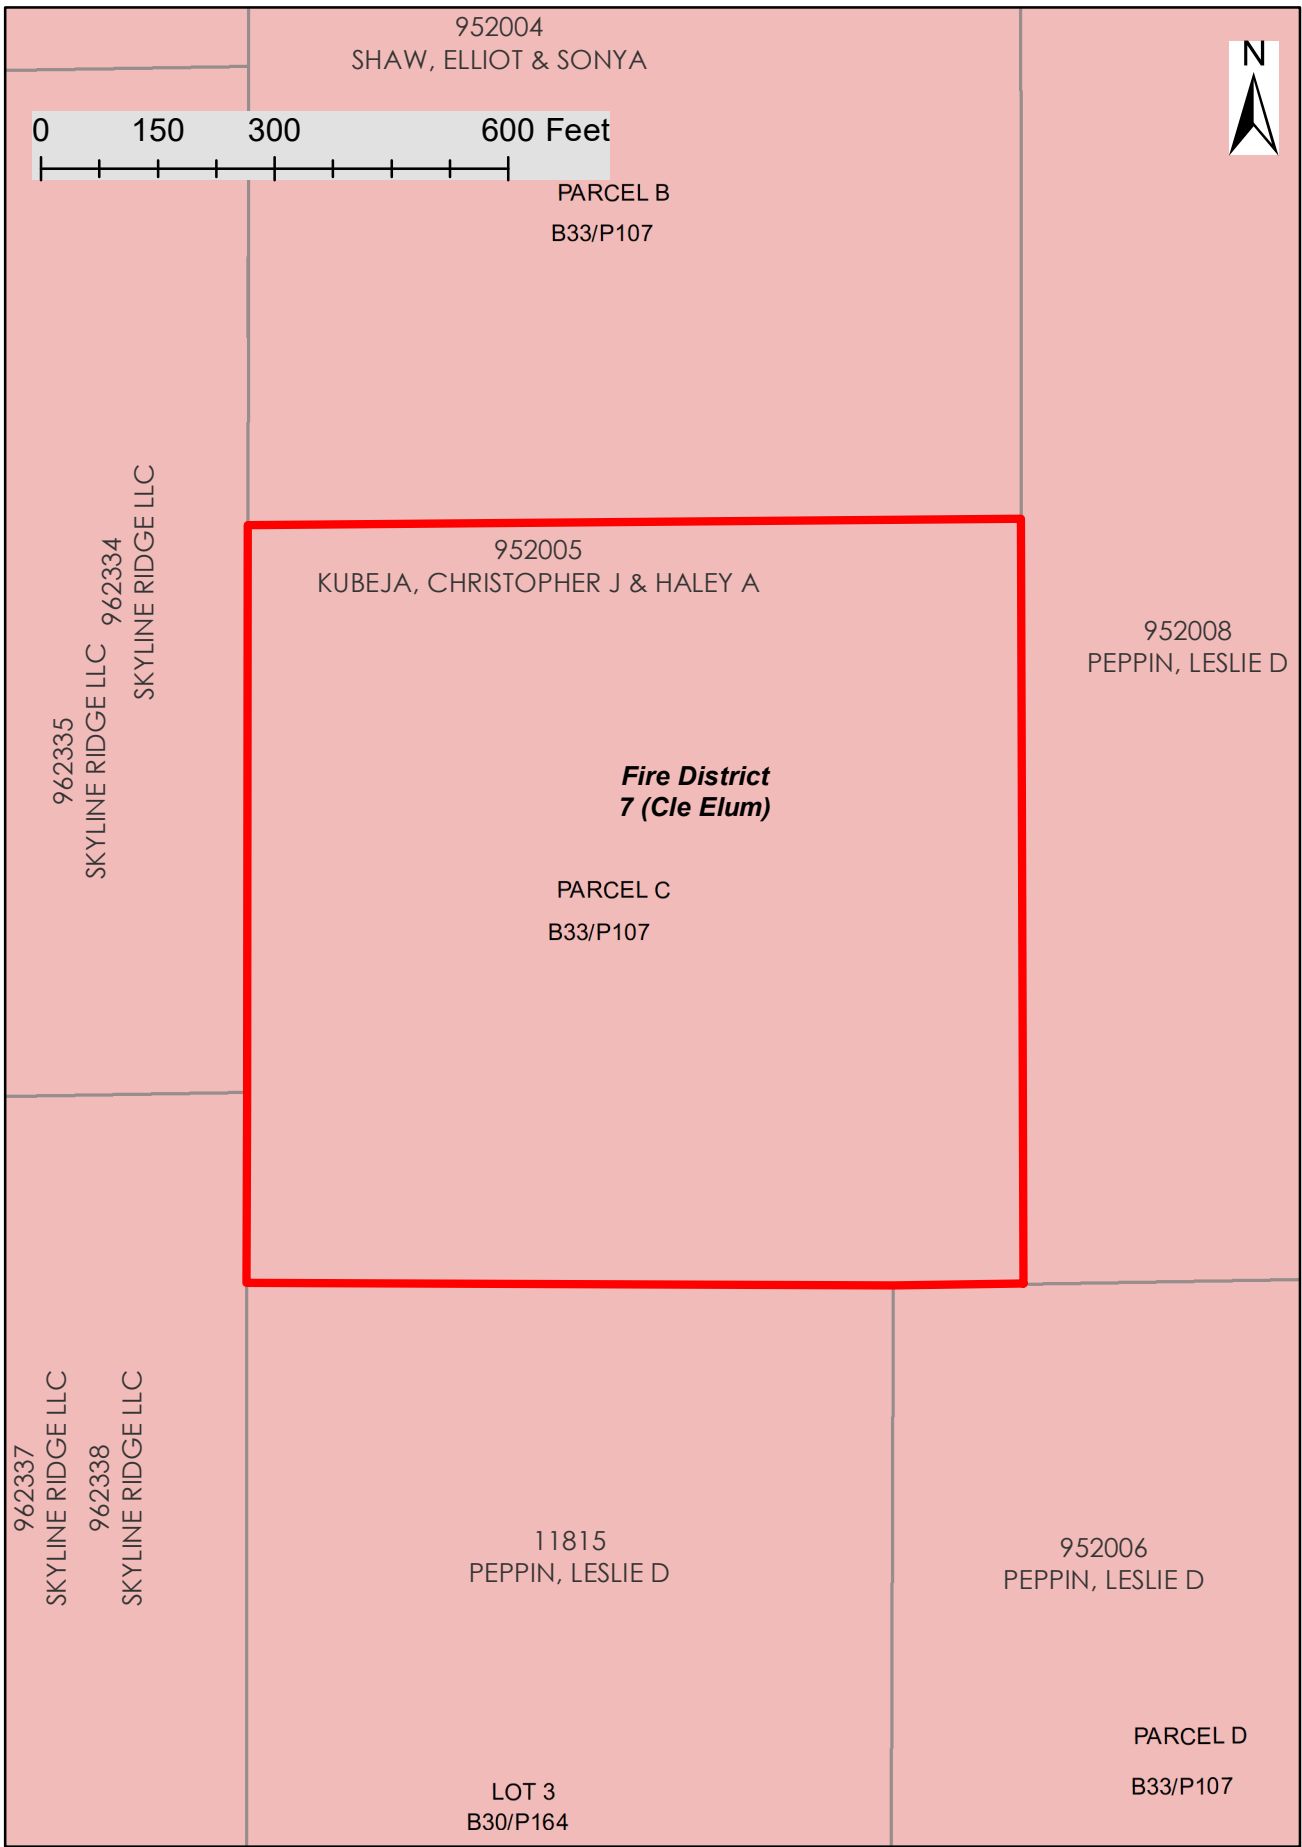 952004
SHAW, ELLIOT & SONYA
N
0 150 300 600 Feet
PARCEL B
B33/P107
962334
SKYLINE RIDGE LLC
962335
SKYLINE RIDGE LLC
952005
KUBEJA, CHRISTOPHER J & HALEY A
952008
PEPPIN, LESLIE D
Fire District
7 (Cle Elum)
PARCEL C
B33/P107
962337
SKYLINE RIDGE LLC
962338
SKYLINE RIDGE LLC
11815
PEPPIN, LESLIE D
952006
PEPPIN, LESLIE D
PARCEL D
B33/P107
LOT 3
B30/P164